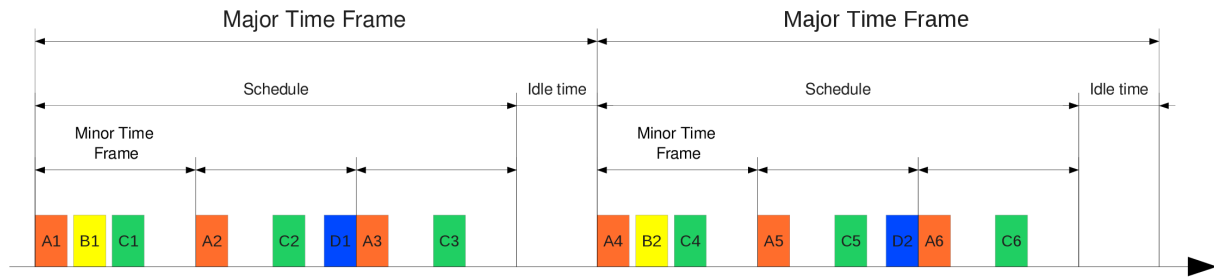 Major Time Frame
Major Time Frame
Schedule
Idle time
Schedule
Idle time
Minor Time
Frame
Minor Time
Frame
A1 B1 C1 A2 C2 D1 A3 C3 A4 B2 C4 A5 C5 D2 A6 C6